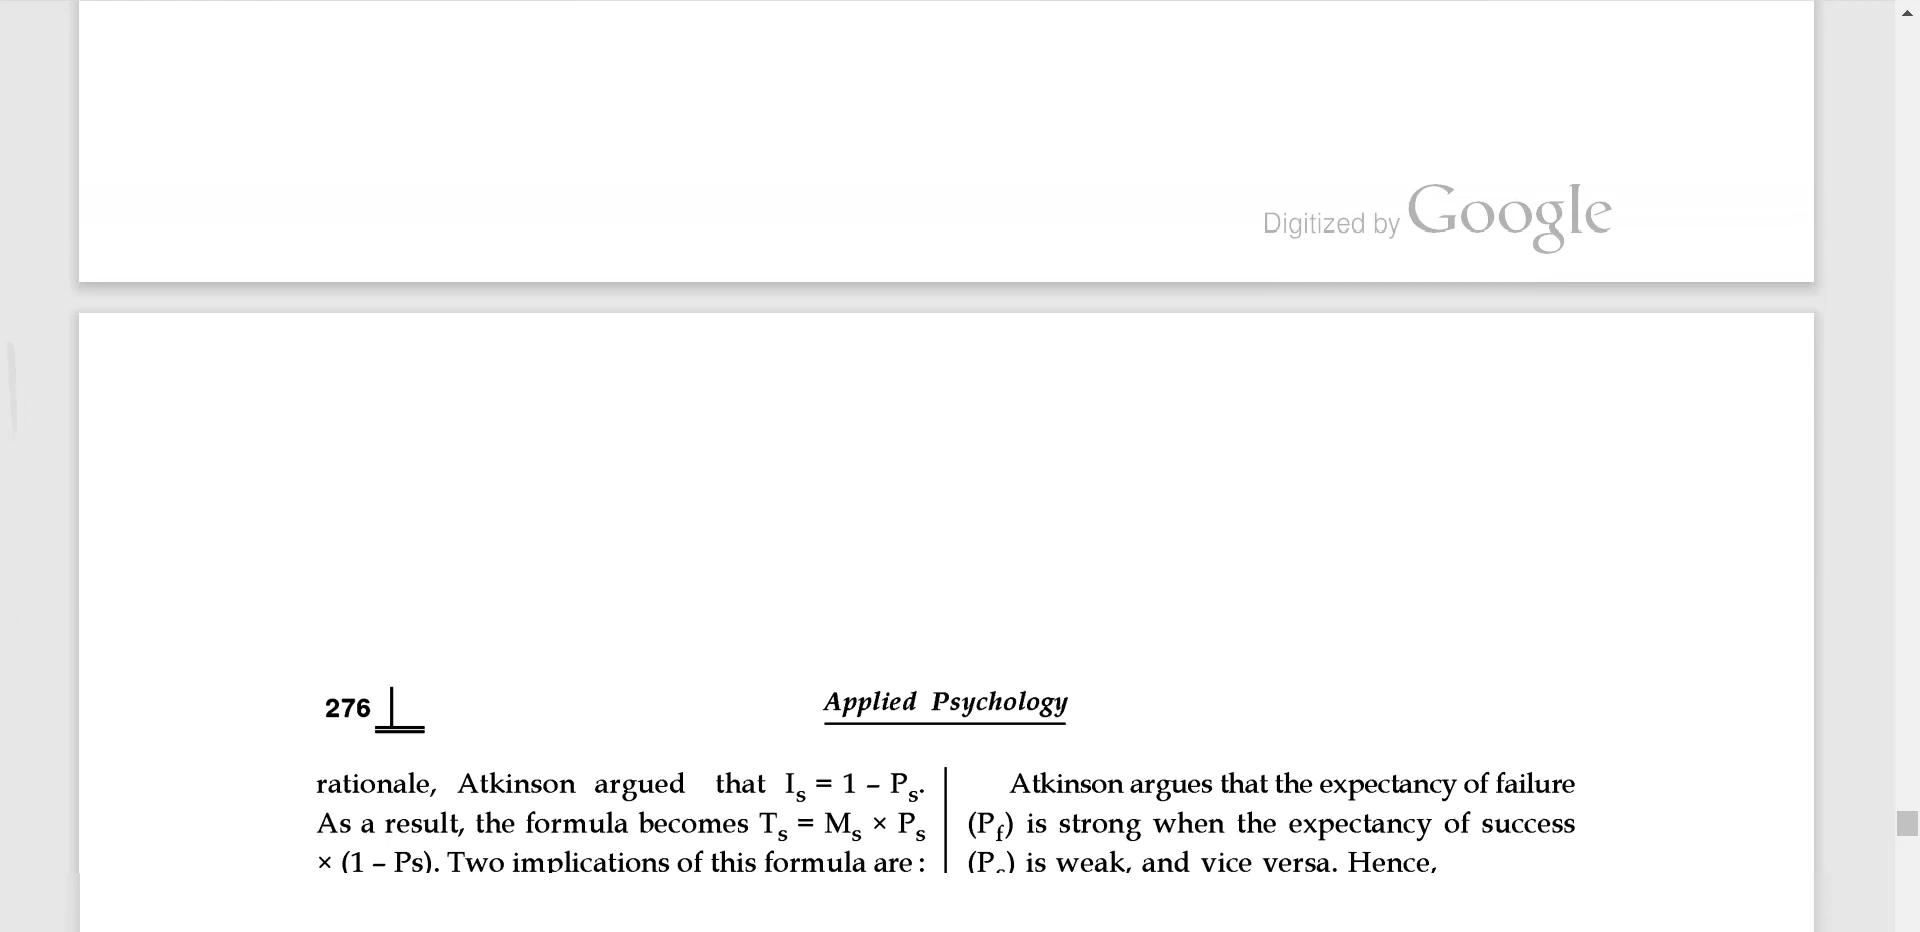 Digitized by Google
276
Applied Psychology
rationale, Atkinson argued that Is = 1 – Ps.
As a result, the formula becomes Ts = Ms × Ps
× (1 – Ps). Two implications of this formula are :
Atkinson argues that the expectancy of failure
(Pf) is strong when the expectancy of success
(Ps) is weak, and vice versa. Hence,